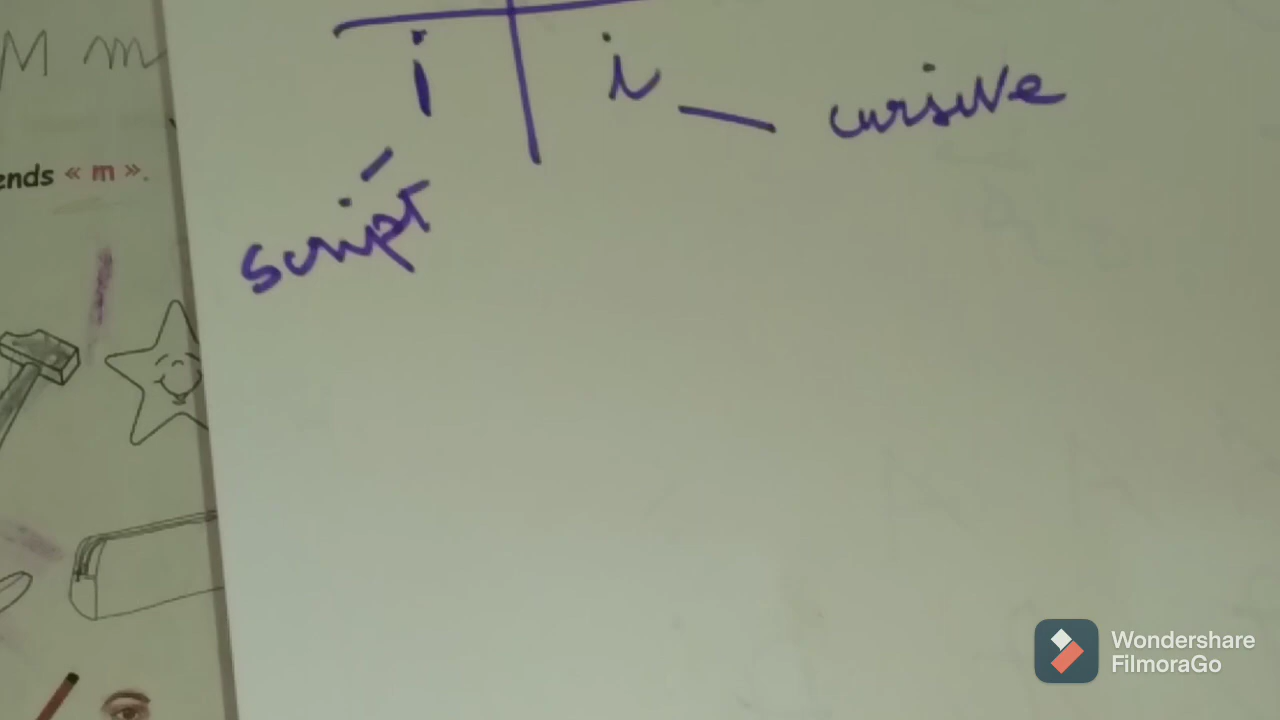 M m
ends « m ».
i i
cursive
script
Wondershare
FilmoraGo